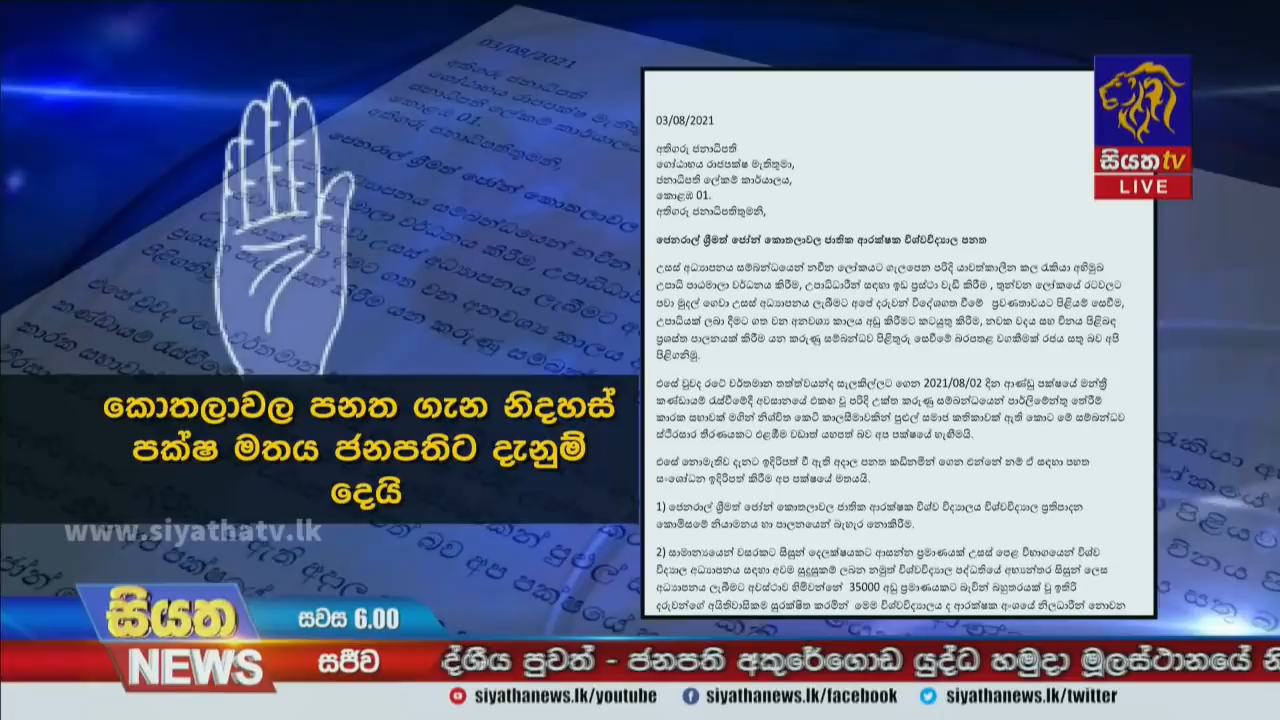 03/08/2021
අතිගරු ජනාධිපති
ගෝඨාභය රාජපක්ෂ මැතිතුමා,
ජනාධිපති ලේකම් කාර්යාලය,
කොළඹ 01.
අතිගරු ජනාධිපතිතුමනි,
ජෙනරාල් ශ්‍රීමත් ජෝන් කොතලාවල ජාතික ආරක්ෂක විශ්වවිද්‍යාල පනත
උසස් අධ්‍යාපනය සම්බන්ධයෙන් නවීන ලෝකයට ගැලපෙන පරිදි යාවත්කාලීන කල රැකියා අභිමුඛ
උපාධි පාඨමාලා වර්ධනය කිරීම, උපාධිධාරීන් සඳහා ඉඩ ප්‍රස්ථා වැඩි කිරීම , තුන්වන ලෝකයේ රටවලට
පවා මුදල් ගෙවා උසස් අධ්‍යාපනය ලැබීමට අපේ දරුවන් විදේශගත වීමේ ප්‍රවණතාවයට පිළියම් සෙවීම,
උපාධියක් ලබා දීමට ගත වන අනවශ්‍ය කාලය අඩු කිරීමට කටයුතු කිරීම, නවක වදය සහ විනය පිළිබඳ
ප්‍රශස්ත පාලනයක් කිරීම යන කරුණු සම්බන්ධව පිළිතුරු සෙවීමේ බරපතළ වගකීමක් රජය සතු බව අපි
පිළිගනිමු.
එසේ වුවද රටේ වර්තමාන තත්ත්වයන්ද සැලකිල්ලට ගෙන 2021/08/02 දින ආණ්ඩු පක්ෂයේ මන්ත්‍රී
කණ්ඩායම් රැස්වීමේදී අවසානයේ එකඟ වූ පරිදි උක්ත කරුණු සම්බන්ධයෙන් පාර්ලිමේන්තු තේරීම්
කාරක සභාවක් මගින් නිශ්චිත කෙටි කාලසීමාවකින් පුළුල් සමාජ කතිකාවක් ඇති කොට මේ සම්බන්ධව
ස්ථිරසාර තීරණයකට එළඹීම වඩාත් යහපත් බව අප පක්ෂයේ හැඟීමයි.
එසේ නොමැතිව දැනට ඉදිරිපත් වී ඇති අදාල පනත කඩිනමින් ගෙන එන්නේ නම් ඒ සඳහා පහත
සංශෝධන ඉදිරිපත් කිරීම අප පක්ෂයේ මතයයි.
1) ජෙනරාල් ශ්‍රීමත් ජෝන් කොතලාවල ජාතික ආරක්ෂක විශ්ව විද්‍යාලය විශ්වවිද්‍යාල ප්‍රතිපාදන
කොමිසමේ නියාමනය හා පාලනයෙන් බැහැර නොකිරීම.
2) සාමාන්‍යයෙන් වසරකට සිසුන් දෙලක්ෂයකට ආසන්න ප්‍රමාණයක් උසස් පෙළ විභාගයෙන් විශ්ව
විද්‍යාල අධ්‍යාපනය සඳහා අවම සුදුසුකම් ලබන නමුත් විශ්වවිද්‍යාල පද්ධතියේ අභ්‍යන්තර සිසුන් ලෙස
අධ්‍යාපනය ලැබීමට අවස්ථාව හිමිවන්නේ 35000 අඩු ප්‍රමාණයකට බැවින් බහුතරයක් වූ ඉතිරි
දරුවන්ගේ අයිතිවාසිකම සුරක්ෂිත කරමින් මෙම විශ්වවිද්‍යාලය ද ආරක්ෂක අංශයේ නිලධාරීන් නොවන
සියත tv
LIVE
කොතලාවල පනත ගැන නිදහස්
පක්ෂ මතය ජනපතිට දැනුම්
දෙයි
www.siyathatv.lk
සියත
NEWS
සවස 6.00
සජීව
ද්ශීය පුවත් - ජනපති අකුරේගොඩ යුද්ධ හමුදා මූලස්ථානයේ නි
siyathanews.lk/youtube
siyathanews.lk/facebook
siyathanews.lk/twitter